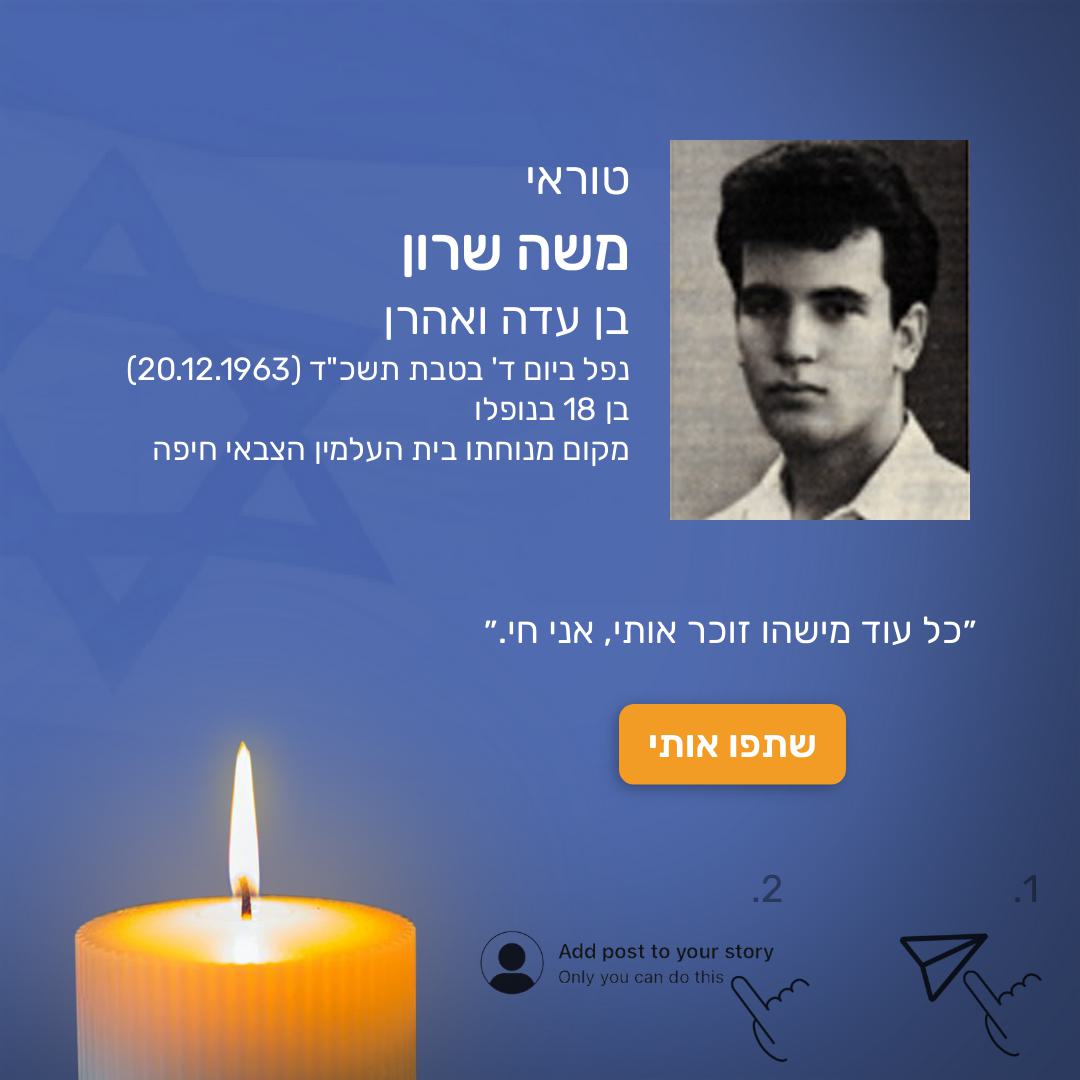 טוראי
משה שרון
בן עדה ואהרן
נפל ביום ד' בטבת תשכ"ד (20.12.1963)
בן 18 בנופלו
מקום מנוחתו בית העלמין הצבאי חיפה
״כל עוד מישהו זוכר אותי, אני חי.״
שתפו אותי
.1
.2
Add post to your story
Only you can do this